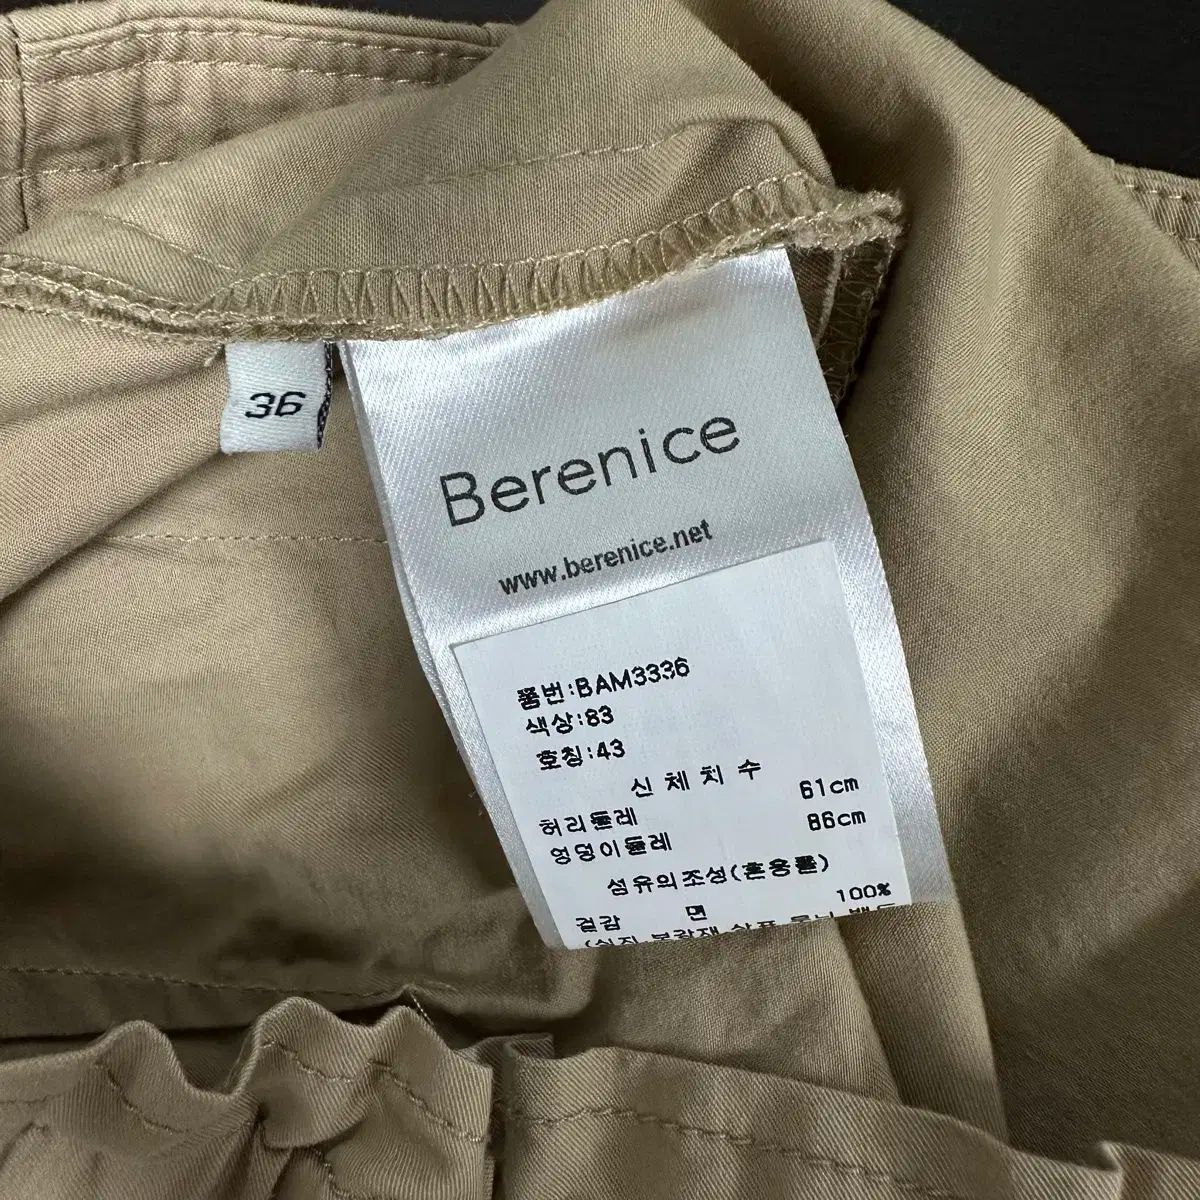 36
Berenice
www.berenice.net
품번:BAM3336
색상:83
호칭:43
신체치수
허리둘레 61cm
엉덩이둘레 86cm
섬유의조성(혼용률)
겉감 면 100%